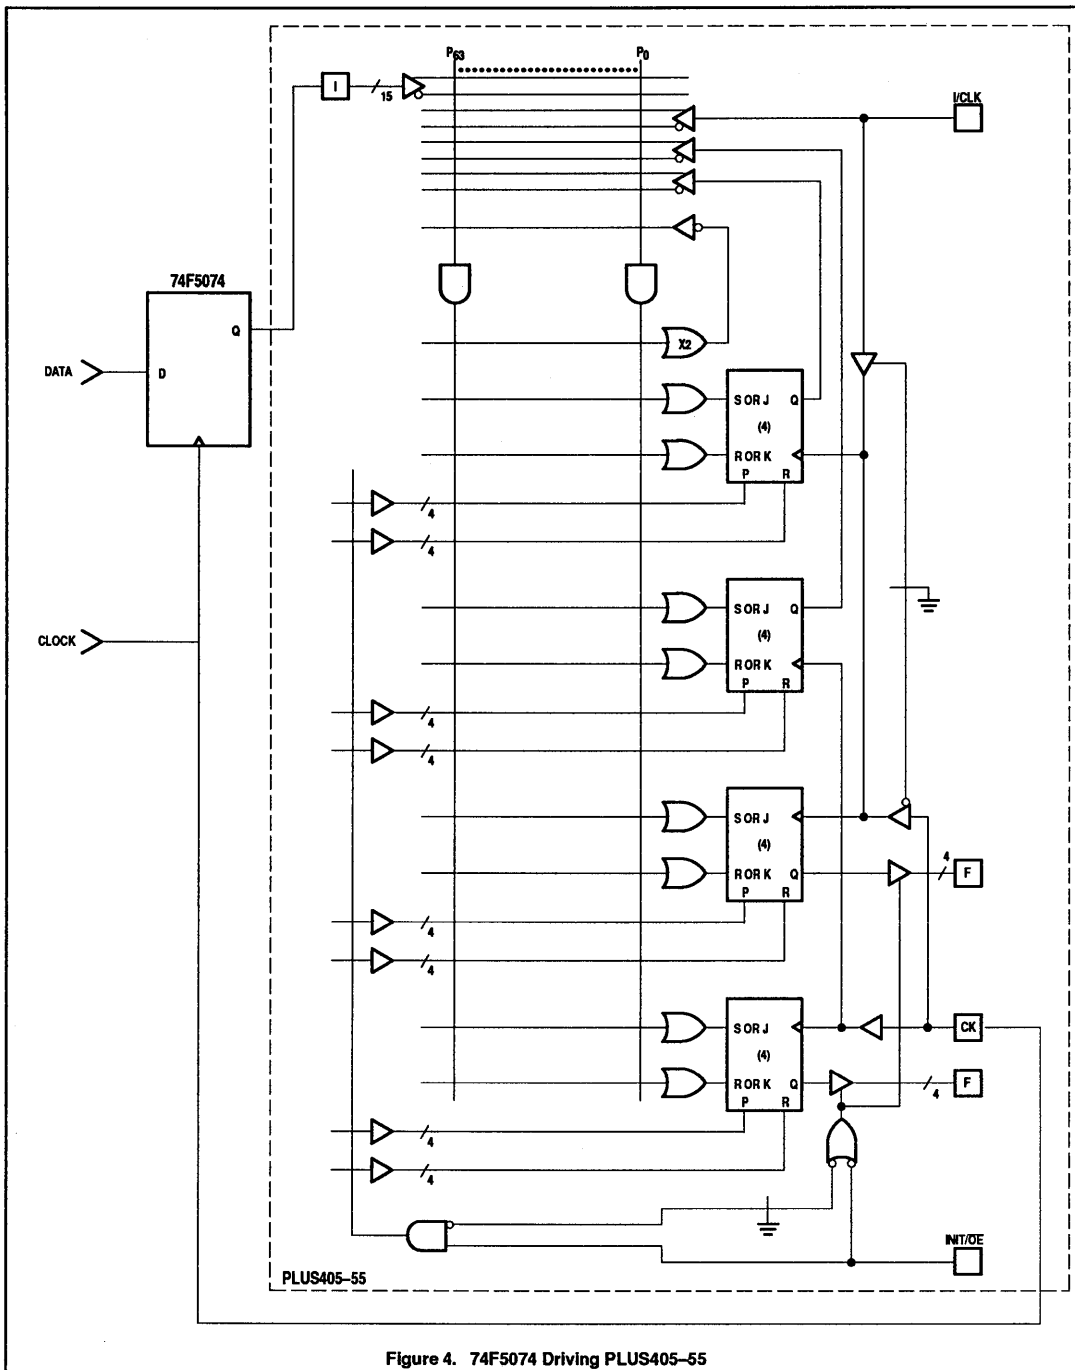 P63
P0
I
15
I/CLK
74F5074
Q
DATA
D
X2
S OR J
Q
(4)
R OR K
P
R
4
4
CLOCK
S OR J
Q
(4)
R OR K
P
R
4
4
S OR J
(4)
R OR K
Q
4
F
P
R
4
4
S OR J
CK
(4)
R OR K
Q
4
F
P
R
4
4
INIT/OE
PLUS405–55
Figure 4. 74F5074 Driving PLUS405–55